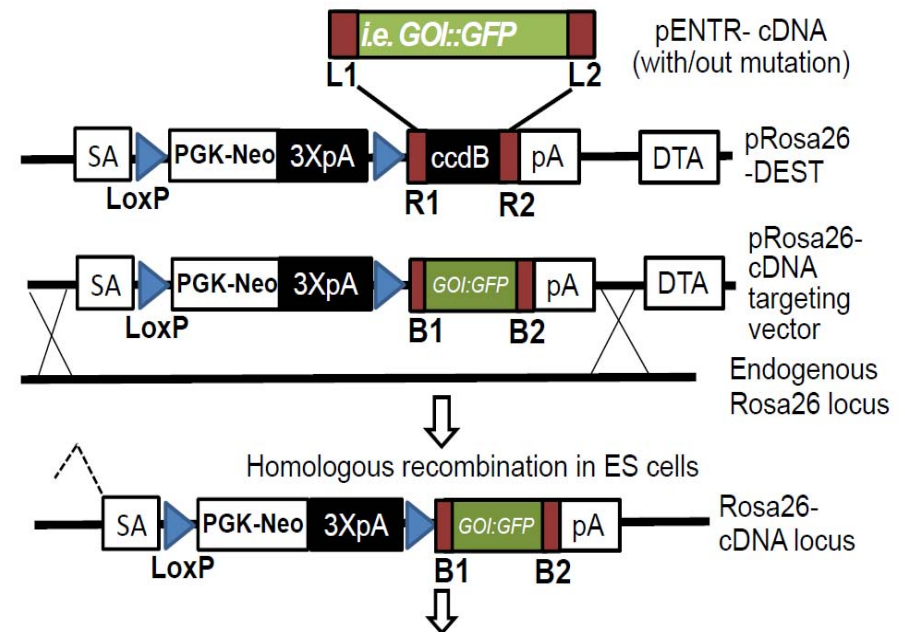 i.e. GOI::GFP
pENTR- cDNA
(with/out mutation)
L1 L2
SA PGK-Neo 3XpA ccdB pA DTA
pRosa26
-DEST
LoxP R1 R2
SA PGK-Neo 3XpA GOI:GFP pA DTA
pRosa26-
cDNA
targeting
vector
LoxP B1 B2
Endogenous
Rosa26 locus
Homologous recombination in ES cells
SA PGK-Neo 3XpA GOI:GFP pA
Rosa26-
cDNA locus
LoxP B1 B2